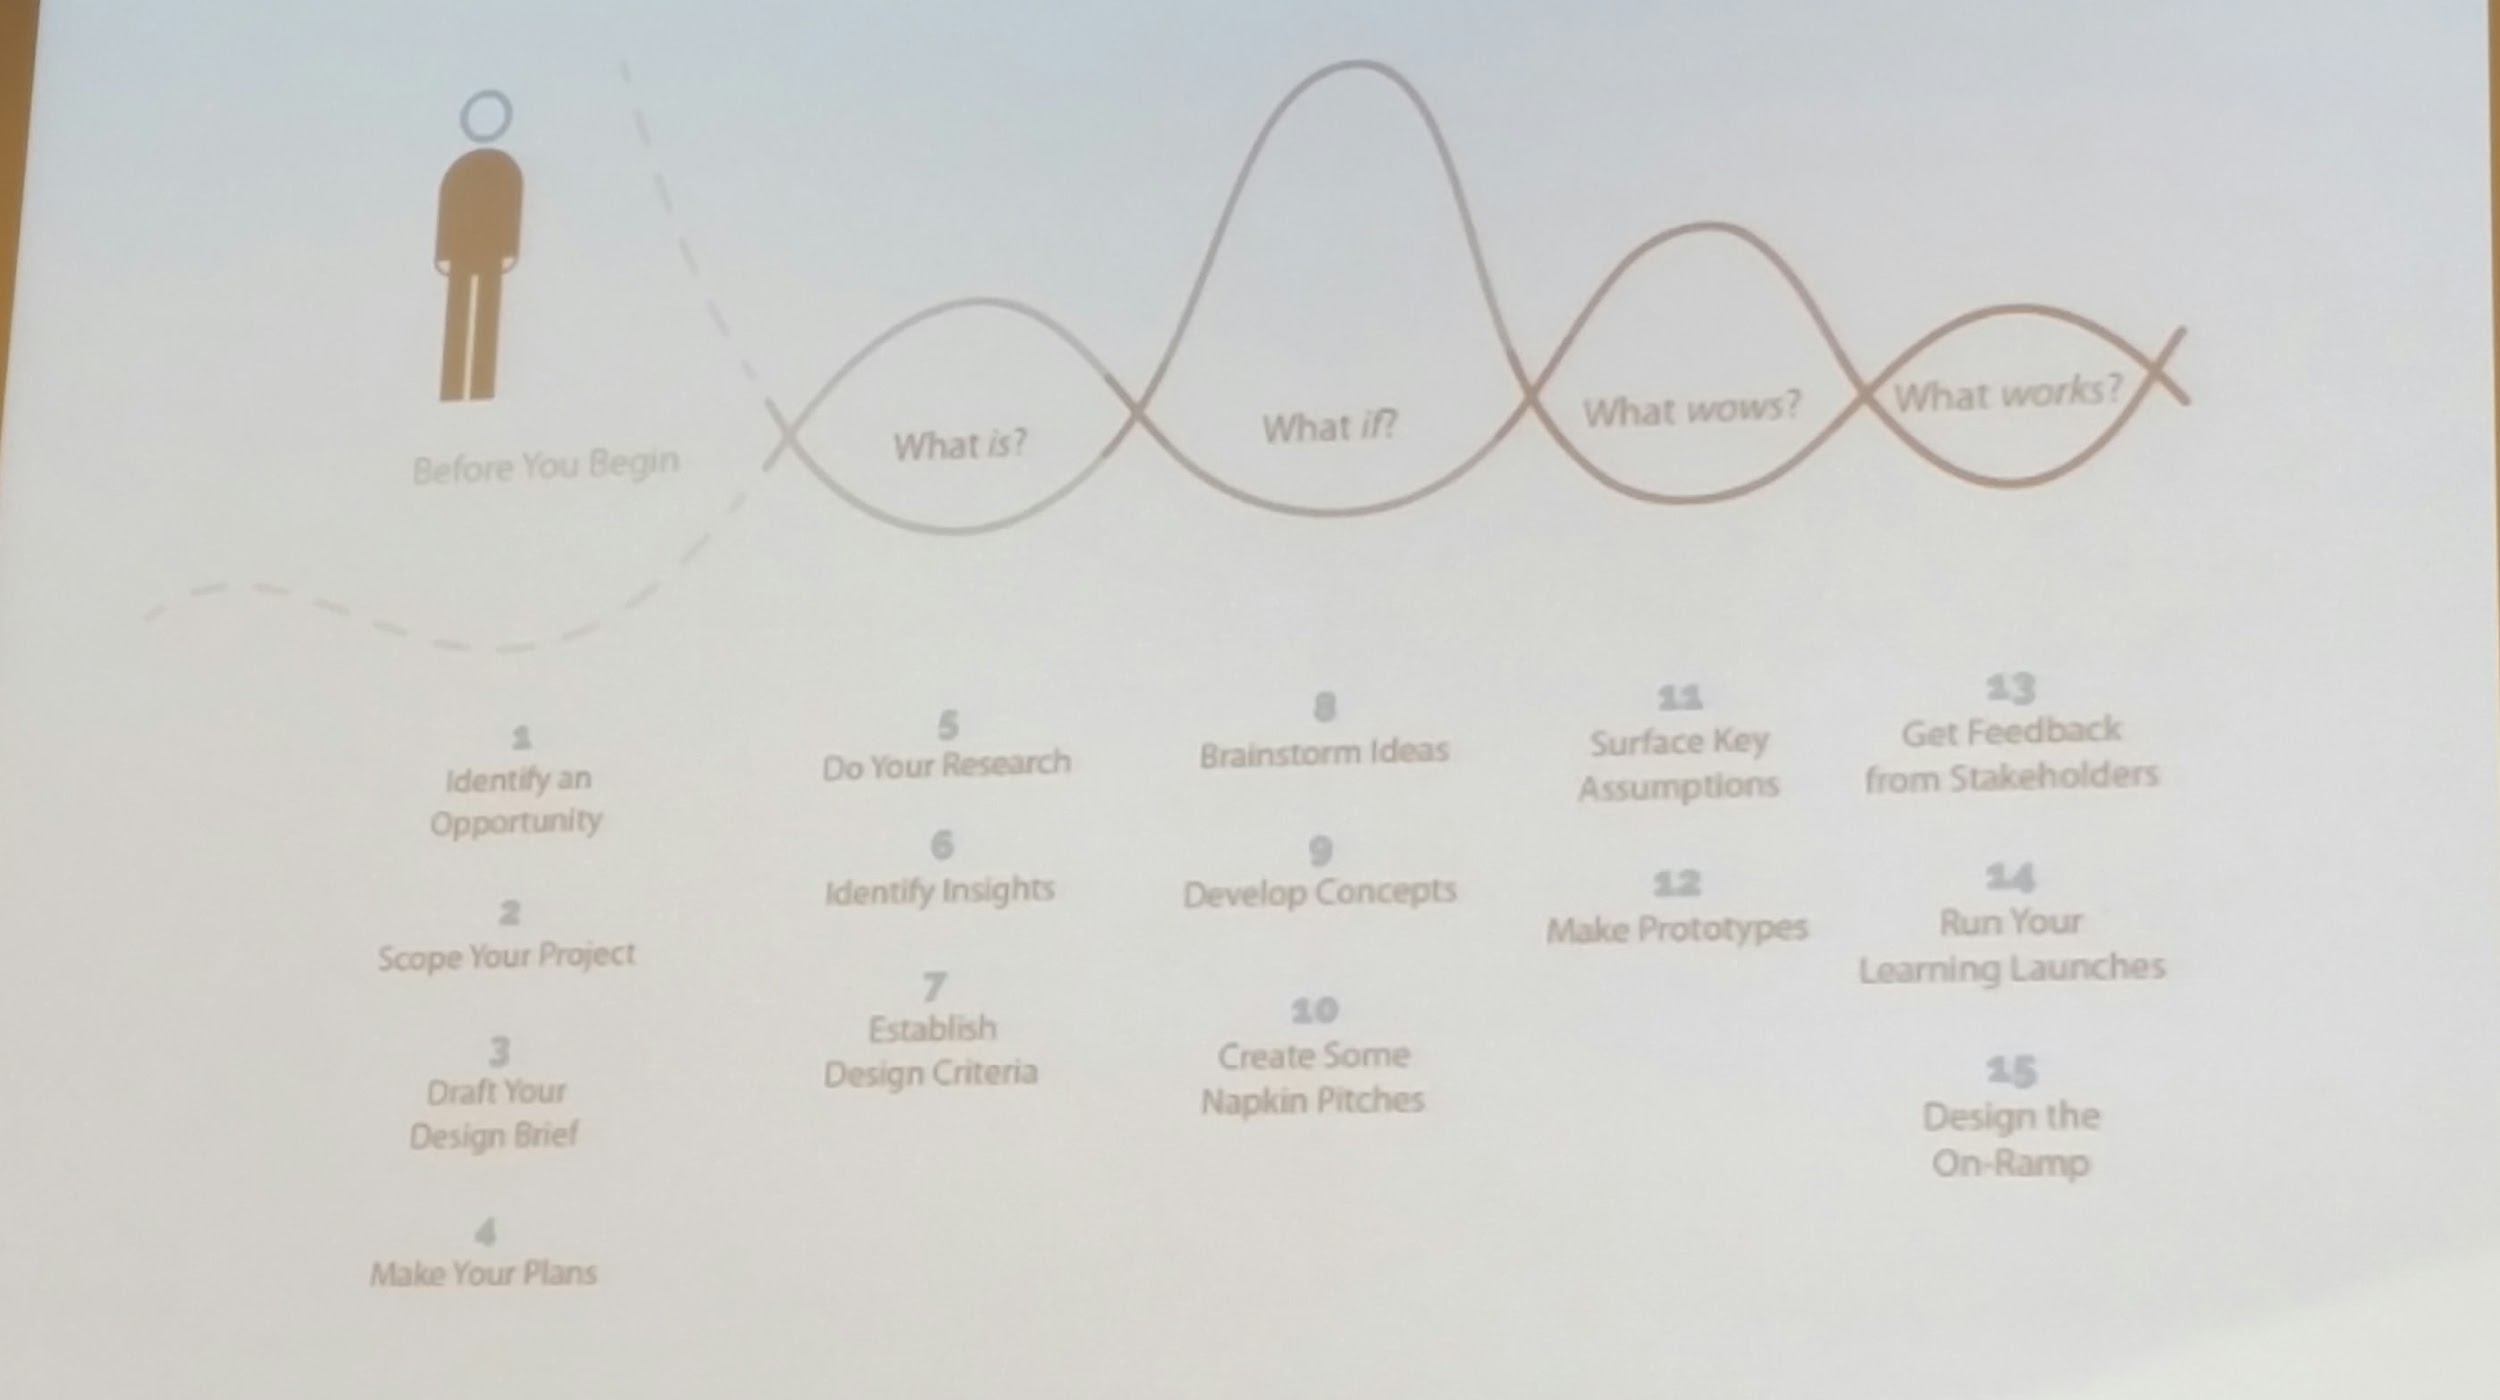 Before You Begin
What is?
What if?
What wows?
What works?
1
Identify an
Opportunity
2
Scope Your Project
3
Draft Your
Design Brief
4
Make Your Plans
5
Do Your Research
6
Identify Insights
7
Establish
Design Criteria
8
Brainstorm Ideas
9
Develop Concepts
10
Create Some
Napkin Pitches
11
Surface Key
Assumptions
12
Make Prototypes
13
Get Feedback
from Stakeholders
14
Run Your
Learning Launches
15
Design the
On-Ramp